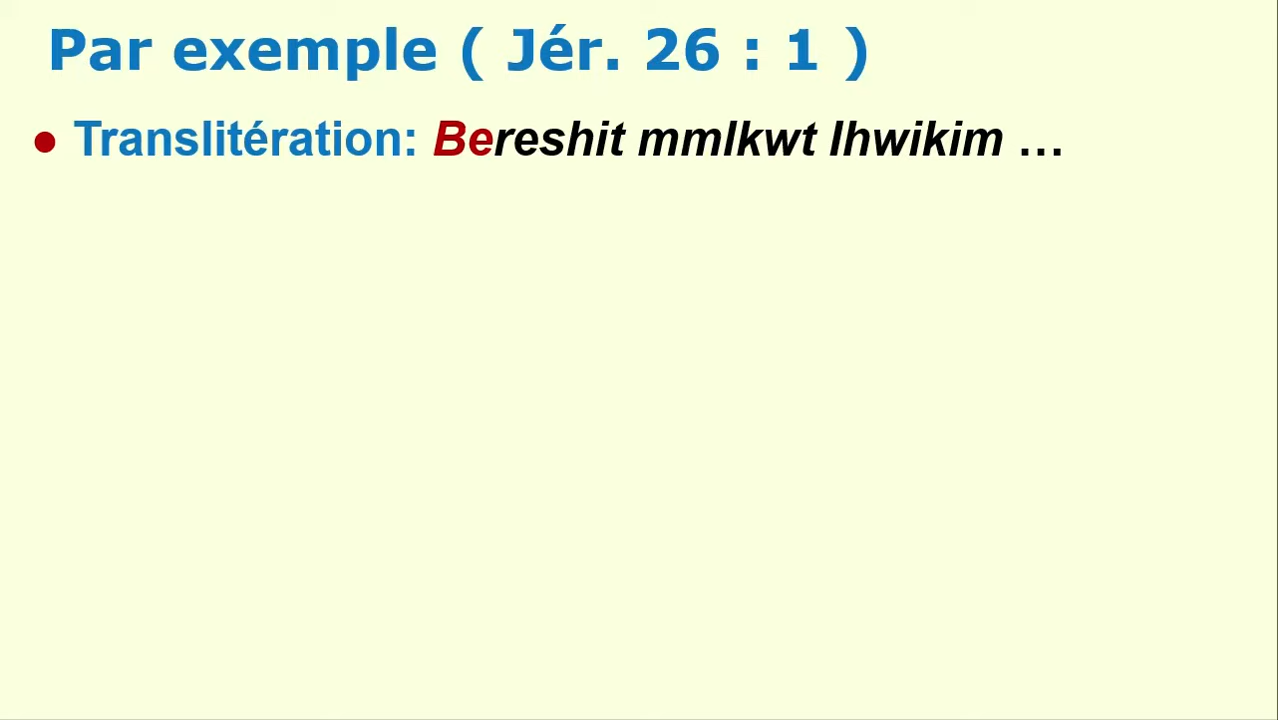 Par exemple ( Jér. 26 : 1 )
● Translitération: Bereshit mmlkwt lhwikim …